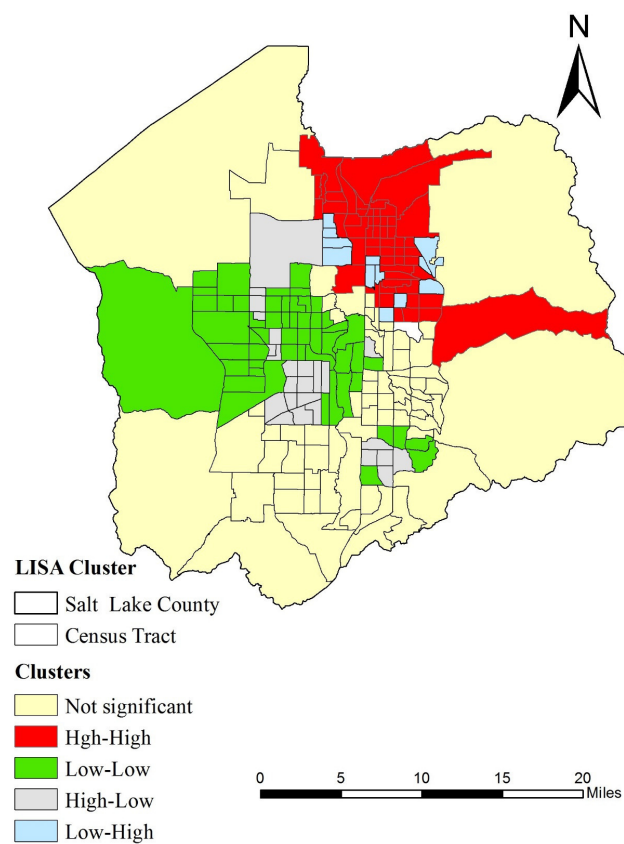 N
LISA Cluster
Salt Lake County
Census Tract
Clusters
Not significant
Hgh-High
Low-Low
High-Low
Low-High
0 5 10 15 20
Miles